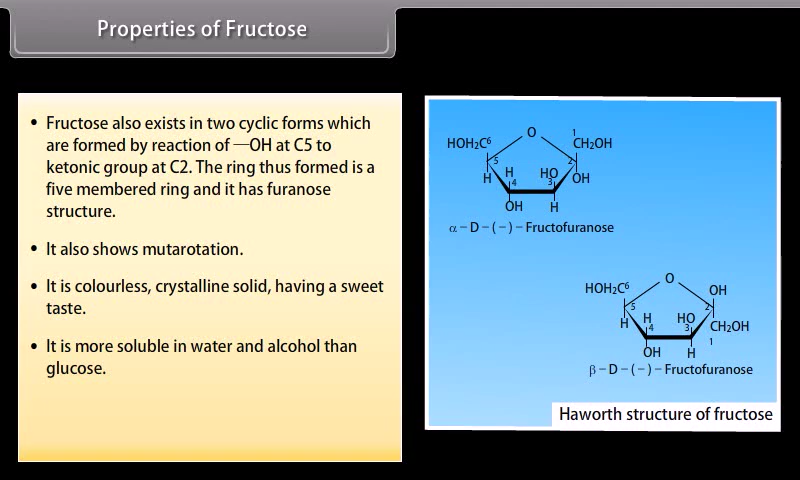 Properties of Fructose
• Fructose also exists in two cyclic forms which
are formed by reaction of —OH at C5 to
ketonic group at C2. The ring thus formed is a
five membered ring and it has furanose
structure.
• It also shows mutarotation.
• It is colourless, crystalline solid, having a sweet
taste.
• It is more soluble in water and alcohol than
glucose.
O
1
HOH₂C⁶ CH₂OH
5 2
H H HO OH
4 3
OH H
α – D – (–) – Fructofuranose
O
HOH₂C⁶ OH
5 2
H H HO CH₂OH
4 3 1
OH H
β – D – (–) – Fructofuranose
Haworth structure of fructose